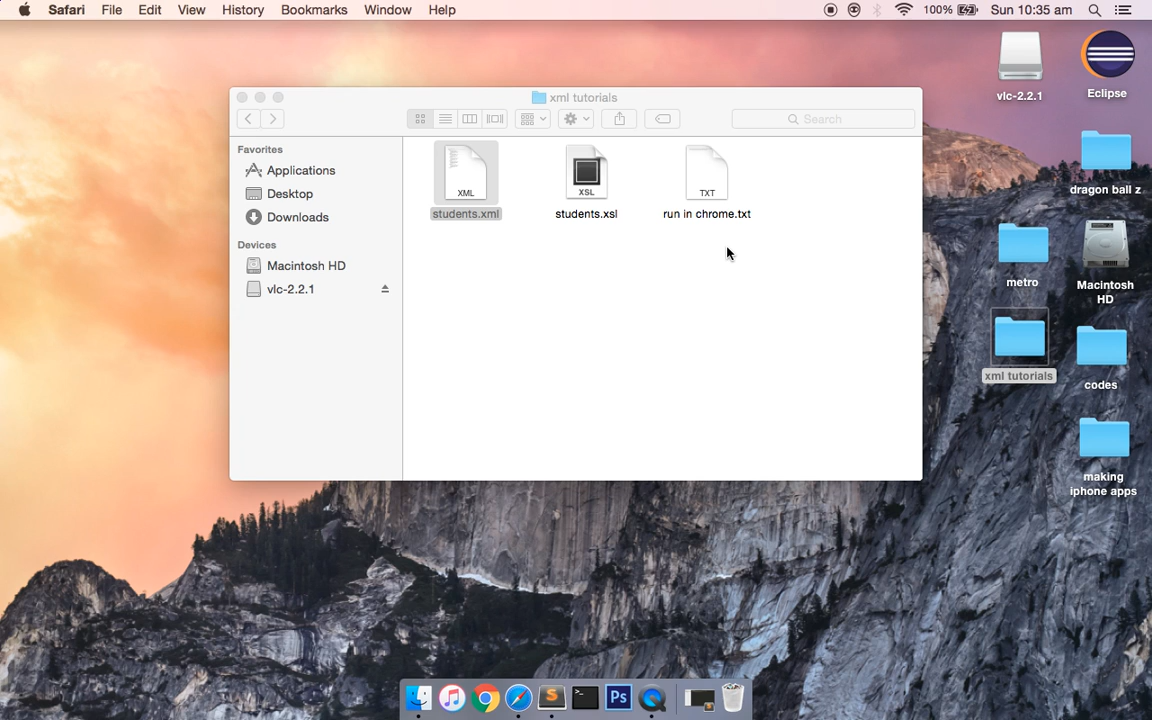 Safari File Edit View History Bookmarks Window Help 100% Sun 10:35 am
xml tutorials
Search
Favorites
Applications
Desktop
Downloads
Devices
Macintosh HD
vlc-2.2.1
XML
students.xml
XSL
students.xsl
TXT
run in chrome.txt
vlc-2.2.1
Eclipse
dragon ball z
metro
Macintosh
HD
xml tutorials
codes
making
iphone apps
S
>_
Ps